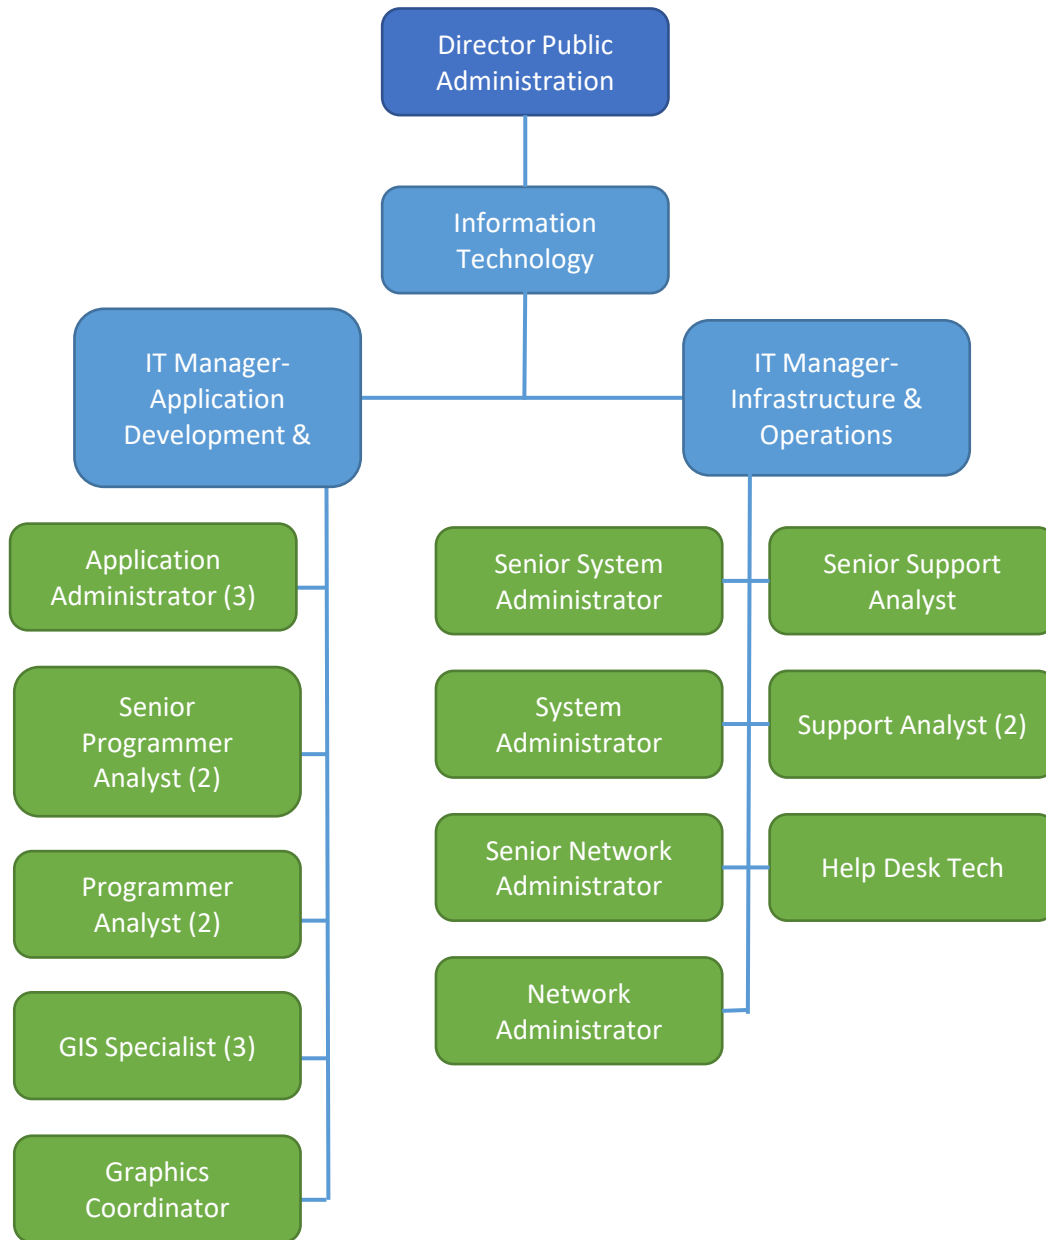 Director Public
Administration
Information
Technology
IT Manager-
Application
Development &
IT Manager-
Infrastructure &
Operations
Application
Administrator (3)
Senior
Programmer
Analyst (2)
Programmer
Analyst (2)
GIS Specialist (3)
Graphics
Coordinator
Senior System
Administrator
System
Administrator
Senior Network
Administrator
Network
Administrator
Senior Support
Analyst
Support Analyst (2)
Help Desk Tech